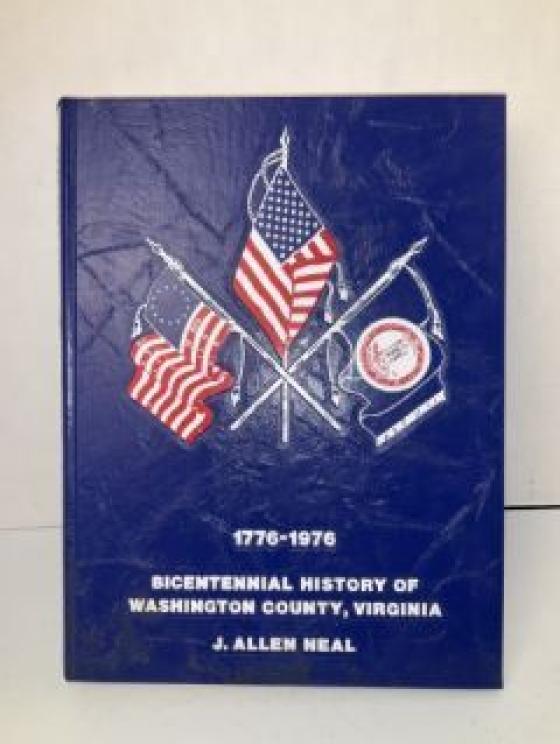 1776-1976
BICENTENNIAL HISTORY OF
WASHINGTON COUNTY, VIRGINIA
J. ALLEN NEAL